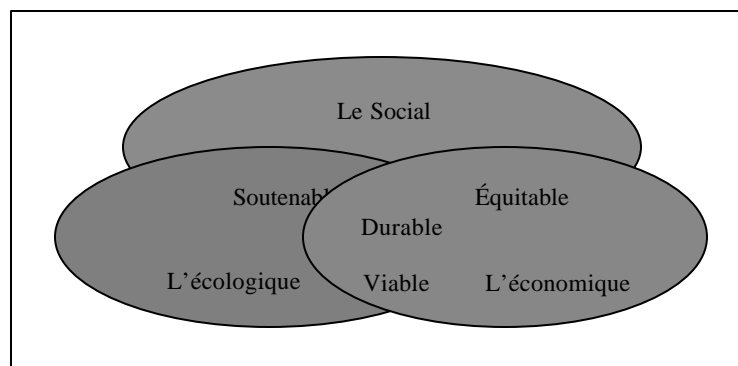 Le Social
Soutenabl
Équitable
Durable
L’écologique
Viable
L’économique